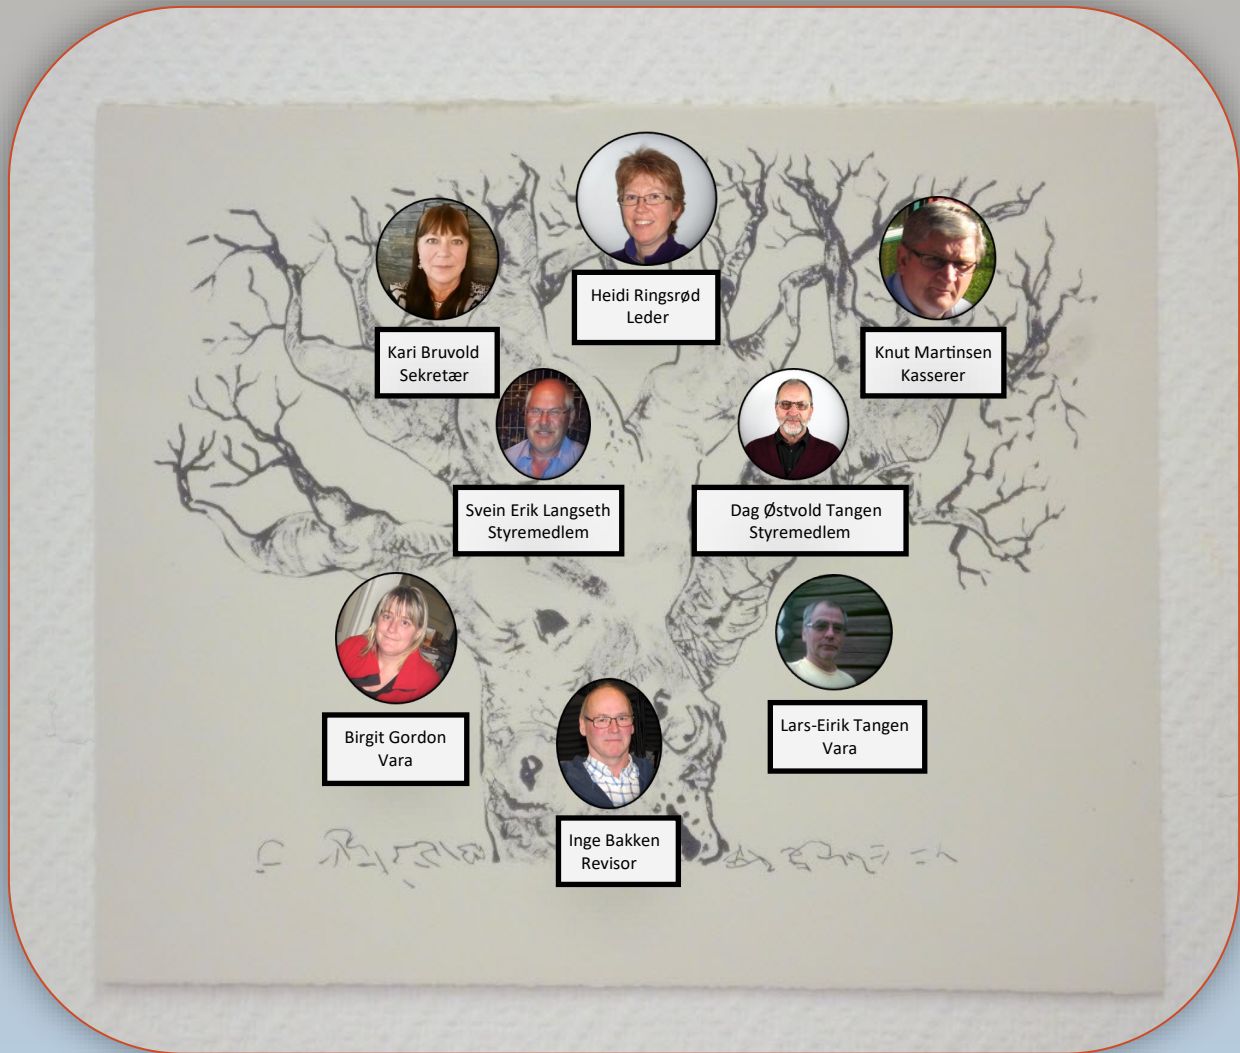 Heidi Ringsrød
Leder
Kari Bruvold
Sekretær
Knut Martinsen
Kasserer
Svein Erik Langseth
Styremedlem
Dag Østvold Tangen
Styremedlem
Birgit Gordon
Vara
Lars-Eirik Tangen
Vara
Inge Bakken
Revisor